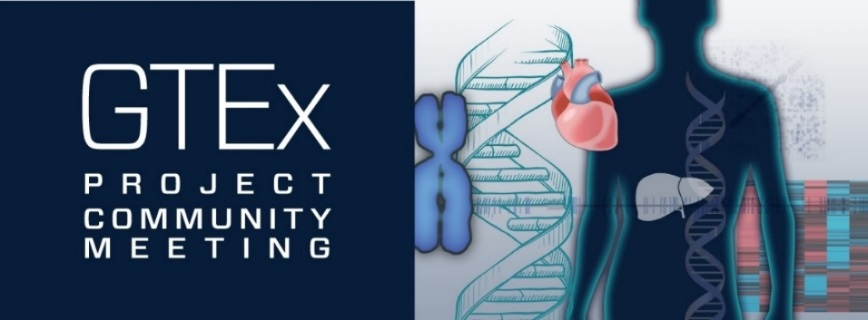 GTEx
PROJECT
COMMUNITY
MEETING